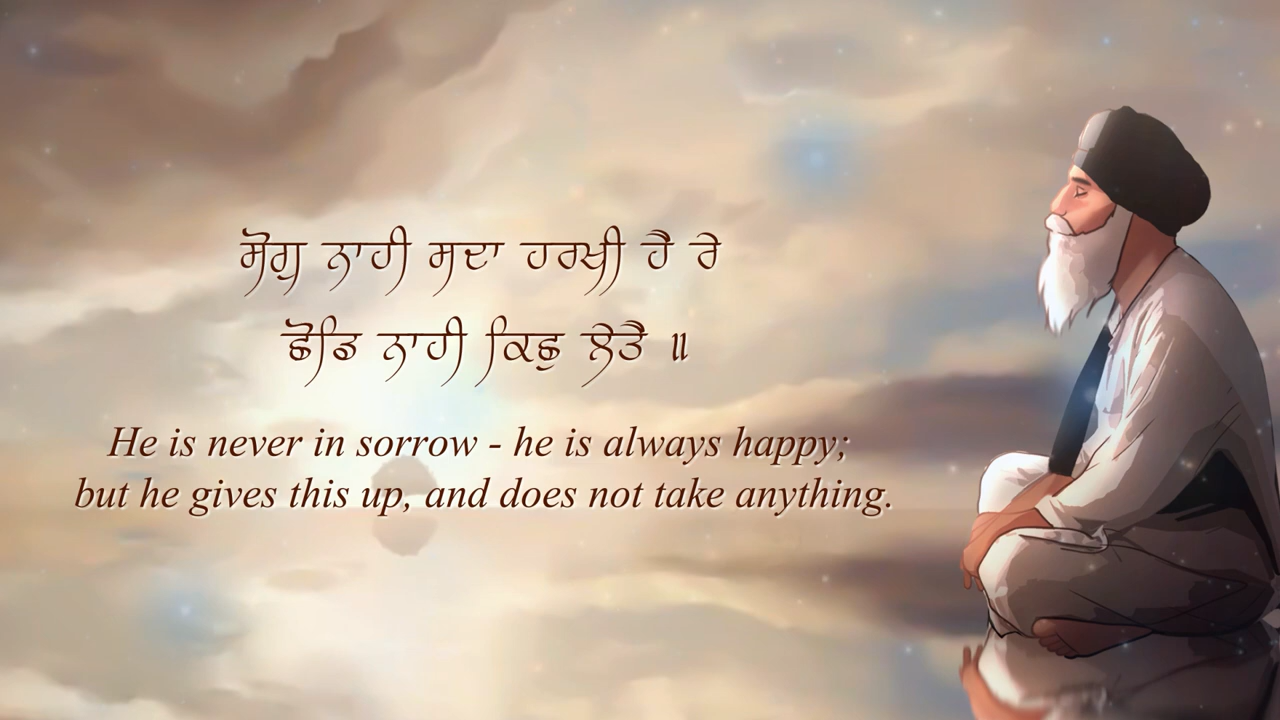 ਸੋਗੁ ਨਾਹੀ ਸਦਾ ਹਰਖੀ ਹੈ ਰੇ
ਛੋਡਿ ਨਾਹੀ ਕਿਛੁ ਲੇਤੈ ॥
He is never in sorrow - he is always happy;
but he gives this up, and does not take anything.